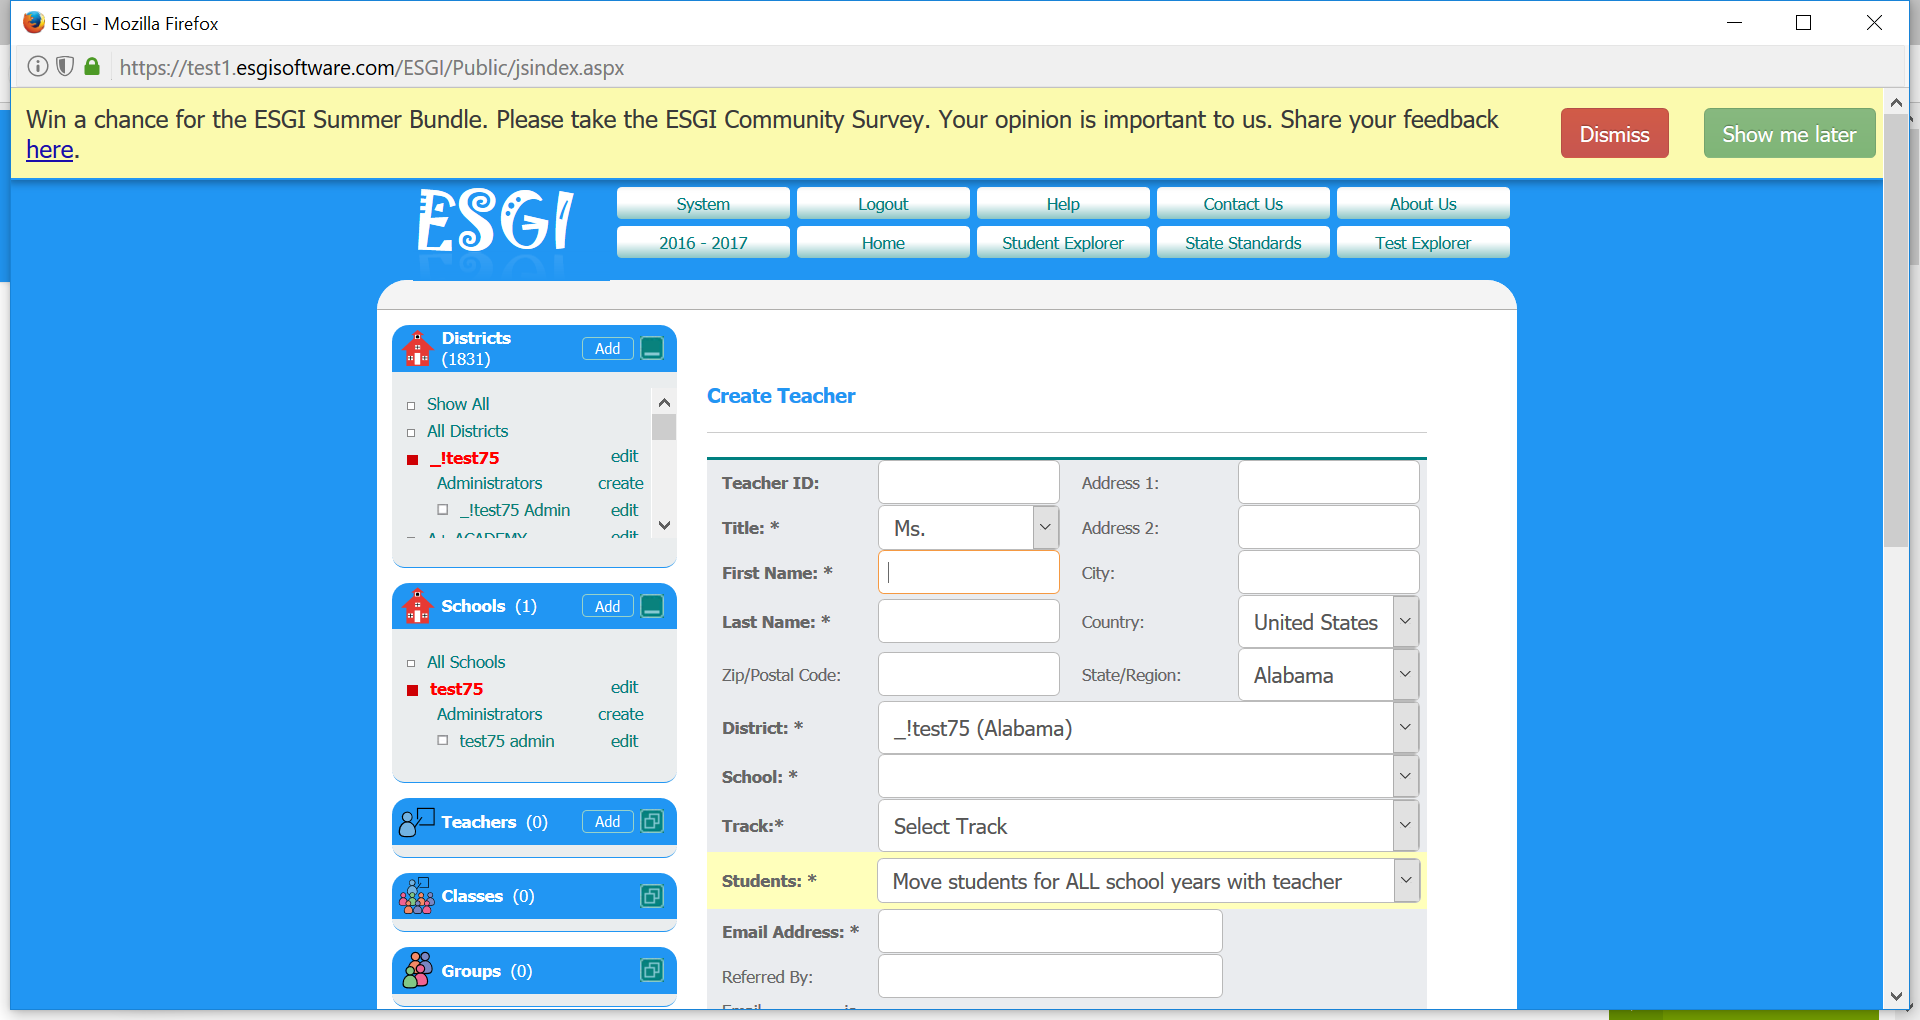 ESGI - Mozilla Firefox
https://test1.esgisoftware.com/ESGI/Public/jsindex.aspx
Win a chance for the ESGI Summer Bundle. Please take the ESGI Community Survey. Your opinion is important to us. Share your feedback
here.
Dismiss
Show me later
ESGI
System
Logout
Help
Contact Us
About Us
2016 - 2017
Home
Student Explorer
State Standards
Test Explorer
Districts
(1831)
Add
Show All
All Districts
_!test75 edit
Administrators create
_!test75 Admin edit
A+ ACADEMY edit
Schools (1) Add
All Schools
test75 edit
Administrators create
test75 admin edit
Teachers (0) Add
Classes (0)
Groups (0)
Create Teacher
Teacher ID: Address 1:
Title: * Ms. Address 2:
First Name: * City:
Last Name: * Country: United States
Zip/Postal Code: State/Region: Alabama
District: * _!test75 (Alabama)
School: *
Track:* Select Track
Students: * Move students for ALL school years with teacher
Email Address: *
Referred By: